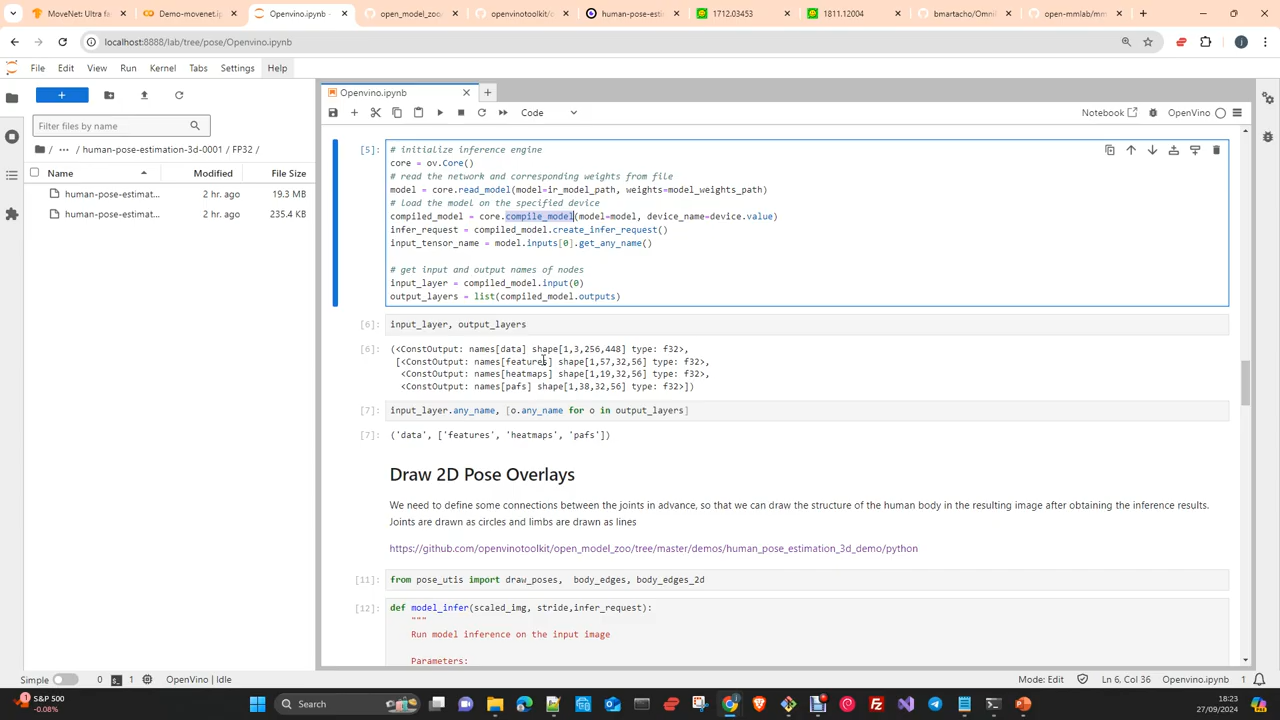 MoveNet: Ultra fa
Demo-movenet.ip
Openvino.ipynb
open_model_zoo/
openvinotoolkit/o
human-pose-esti
1712.03453
1811.12004
bmartacho/Omni
open-mmlab/mm
localhost:8888/lab/tree/pose/Openvino.ipynb
File Edit View Run Kernel Tabs Settings Help
Openvino.ipynb
Code
Notebook
OpenVino
Filter files by name
/ ··· / human-pose-estimation-3d-0001 / FP32 /
Name Modified File Size
human-pose-estimat... 2 hr. ago 19.3 MB
human-pose-estimat... 2 hr. ago 235.4 KB
[5]:
# initialize inference engine
core = ov.Core()
# read the network and corresponding weights from file
model = core.read_model(model=ir_model_path, weights=model_weights_path)
# load the model on the specified device
compiled_model = core.compile_model(model=model, device_name=device.value)
infer_request = compiled_model.create_infer_request()
input_tensor_name = model.inputs[0].get_any_name()
# get input and output names of nodes
input_layer = compiled_model.input(0)
output_layers = list(compiled_model.outputs)
[6]: input_layer, output_layers
[6]: (<ConstOutput: names[data] shape[1,3,256,448] type: f32>,
[<ConstOutput: names[features] shape[1,57,32,56] type: f32>,
<ConstOutput: names[heatmaps] shape[1,19,32,56] type: f32>,
<ConstOutput: names[pafs] shape[1,38,32,56] type: f32>])
[7]: input_layer.any_name, [o.any_name for o in output_layers]
[7]: ('data', ['features', 'heatmaps', 'pafs'])
Draw 2D Pose Overlays
We need to define some connections between the joints in advance, so that we can draw the structure of the human body in the resulting image after obtaining the inference results.
Joints are drawn as circles and limbs are drawn as lines
https://github.com/openvinotoolkit/open_model_zoo/tree/master/demos/human_pose_estimation_3d_demo/python
[11]: from pose_utis import draw_poses, body_edges, body_edges_2d
[12]: def model_infer(scaled_img, stride,infer_request):
"""
Run model inference on the input image
Parameters:
Simple 0 1 OpenVino | Idle
Mode: Edit Ln 6, Col 36 Openvino.ipynb 1
S&P 500
-0.08%
Search
18:23
27/09/2024